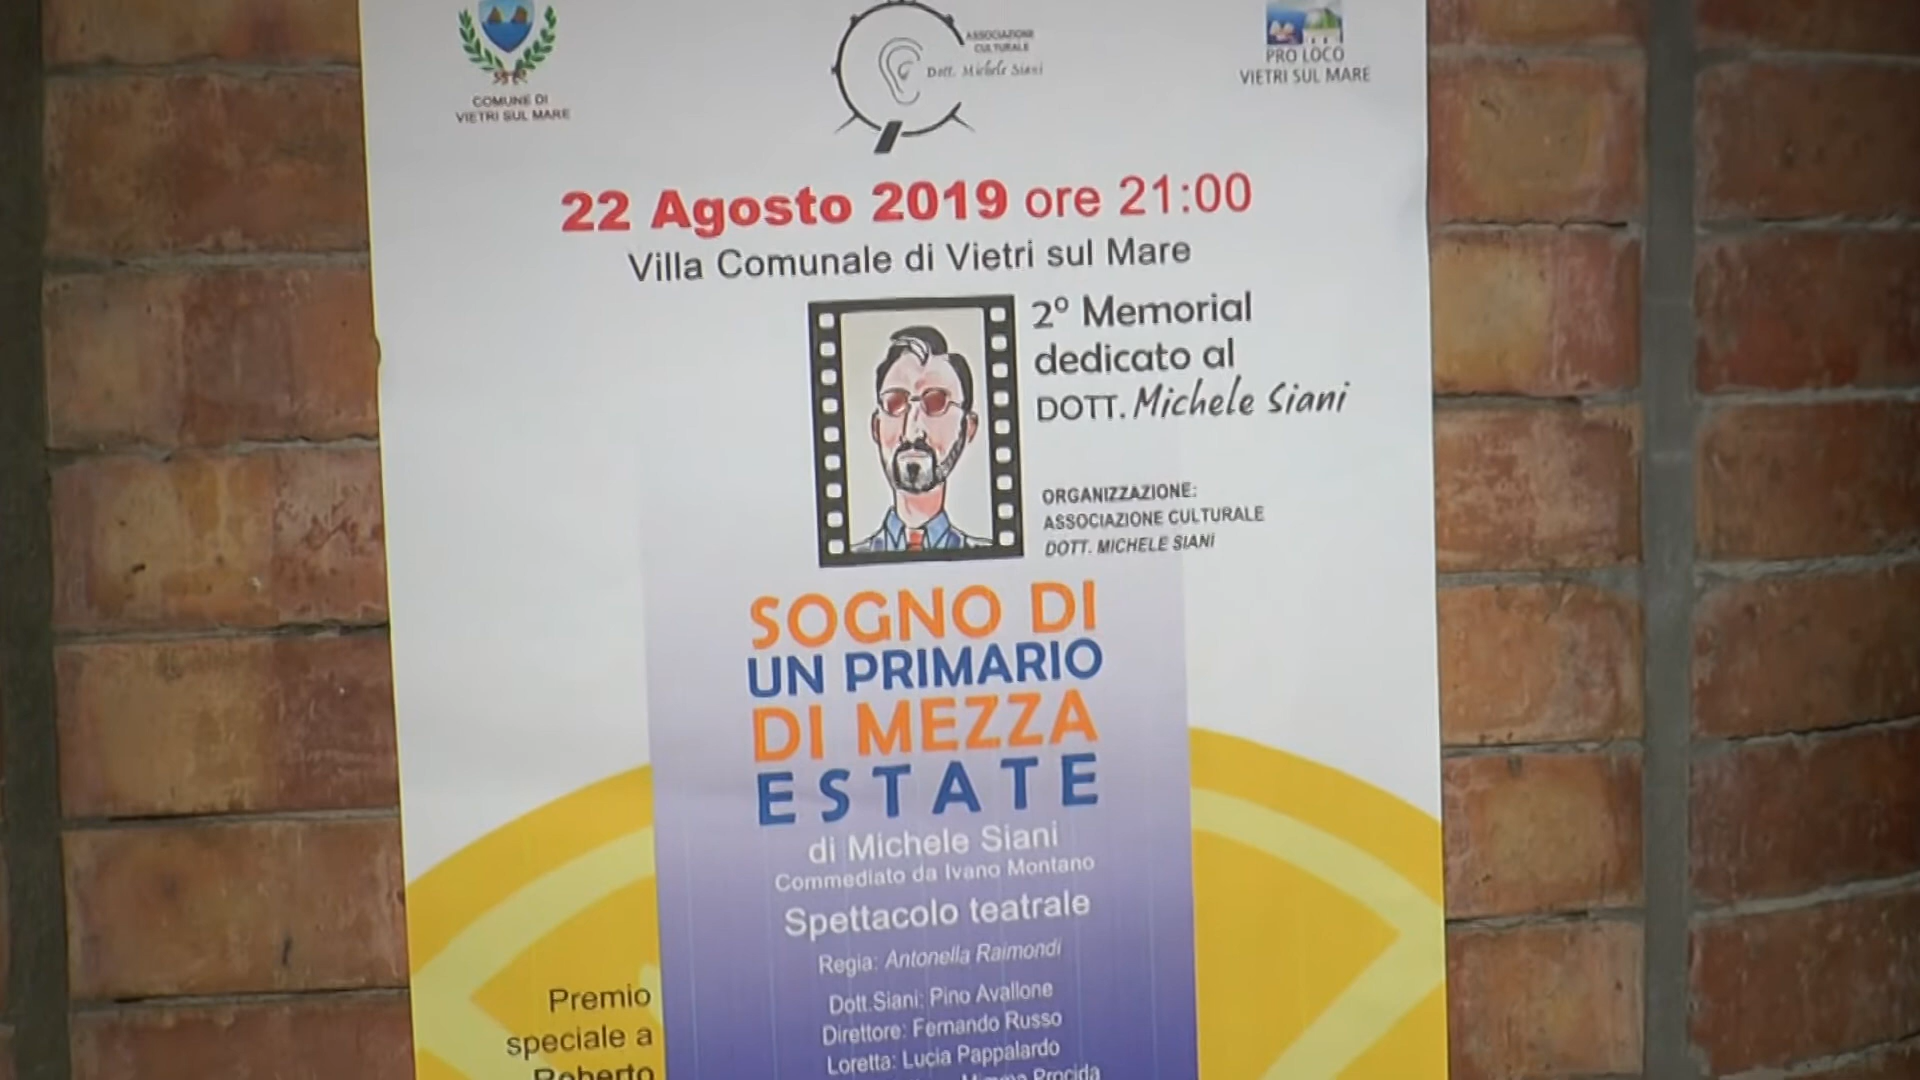 COMUNE DI
VIETRI SUL MARE
ASSOCIAZIONE
CULTURALE
Dott. Michele Siani
PRO LOCO
VIETRI SUL MARE
22 Agosto 2019 ore 21:00
Villa Comunale di Vietri sul Mare
2° Memorial
dedicato al
DOTT. Michele Siani
ORGANIZZAZIONE:
ASSOCIAZIONE CULTURALE
DOTT. MICHELE SIANI
SOGNO DI
UN PRIMARIO
DI MEZZA
ESTATE
di Michele Siani
Commediato da Ivano Montano
Spettacolo teatrale
Regia: Antonella Raimondi
Dott.Siani: Pino Avallone
Direttore: Fernando Russo
Loretta: Lucia Pappalardo
Procida
Premio
speciale a
Roberto